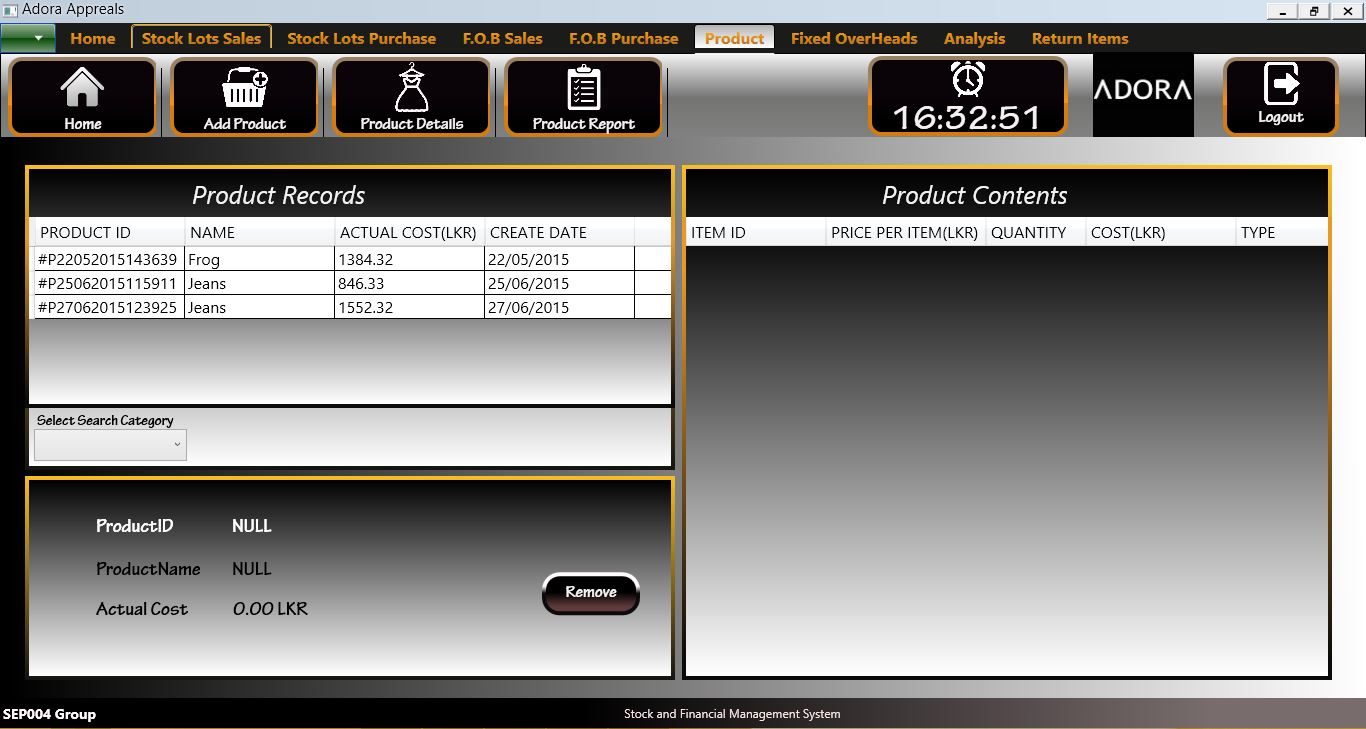 Adora Appreals
Home Stock Lots Sales Stock Lots Purchase F.O.B Sales F.O.B Purchase Product Fixed OverHeads Analysis Return Items
Home Add Product Product Details Product Report 16:32:51 ADORA Logout
Product Records
PRODUCT ID NAME ACTUAL COST(LKR) CREATE DATE
#P22052015143639 Frog 1384.32 22/05/2015
#P25062015115911 Jeans 846.33 25/06/2015
#P27062015123925 Jeans 1552.32 27/06/2015
Select Search Category
ProductID NULL
ProductName NULL
Actual Cost 0.00 LKR
Remove
Product Contents
ITEM ID PRICE PER ITEM(LKR) QUANTITY COST(LKR) TYPE
SEP004 Group
Stock and Financial Management System